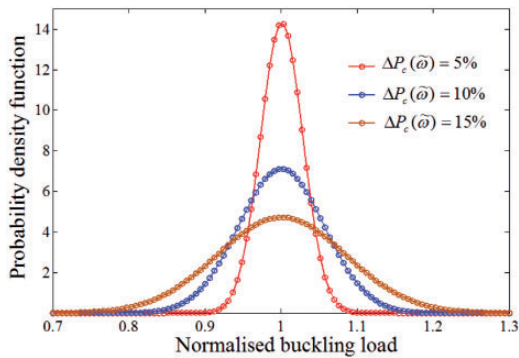 14
12
10
8
6
4
2
0.7 0.8 0.9 1 1.1 1.2 1.3
Probability density function
Normalised buckling load
ΔP_c(ω̃) = 5%
ΔP_c(ω̃) = 10%
ΔP_c(ω̃) = 15%